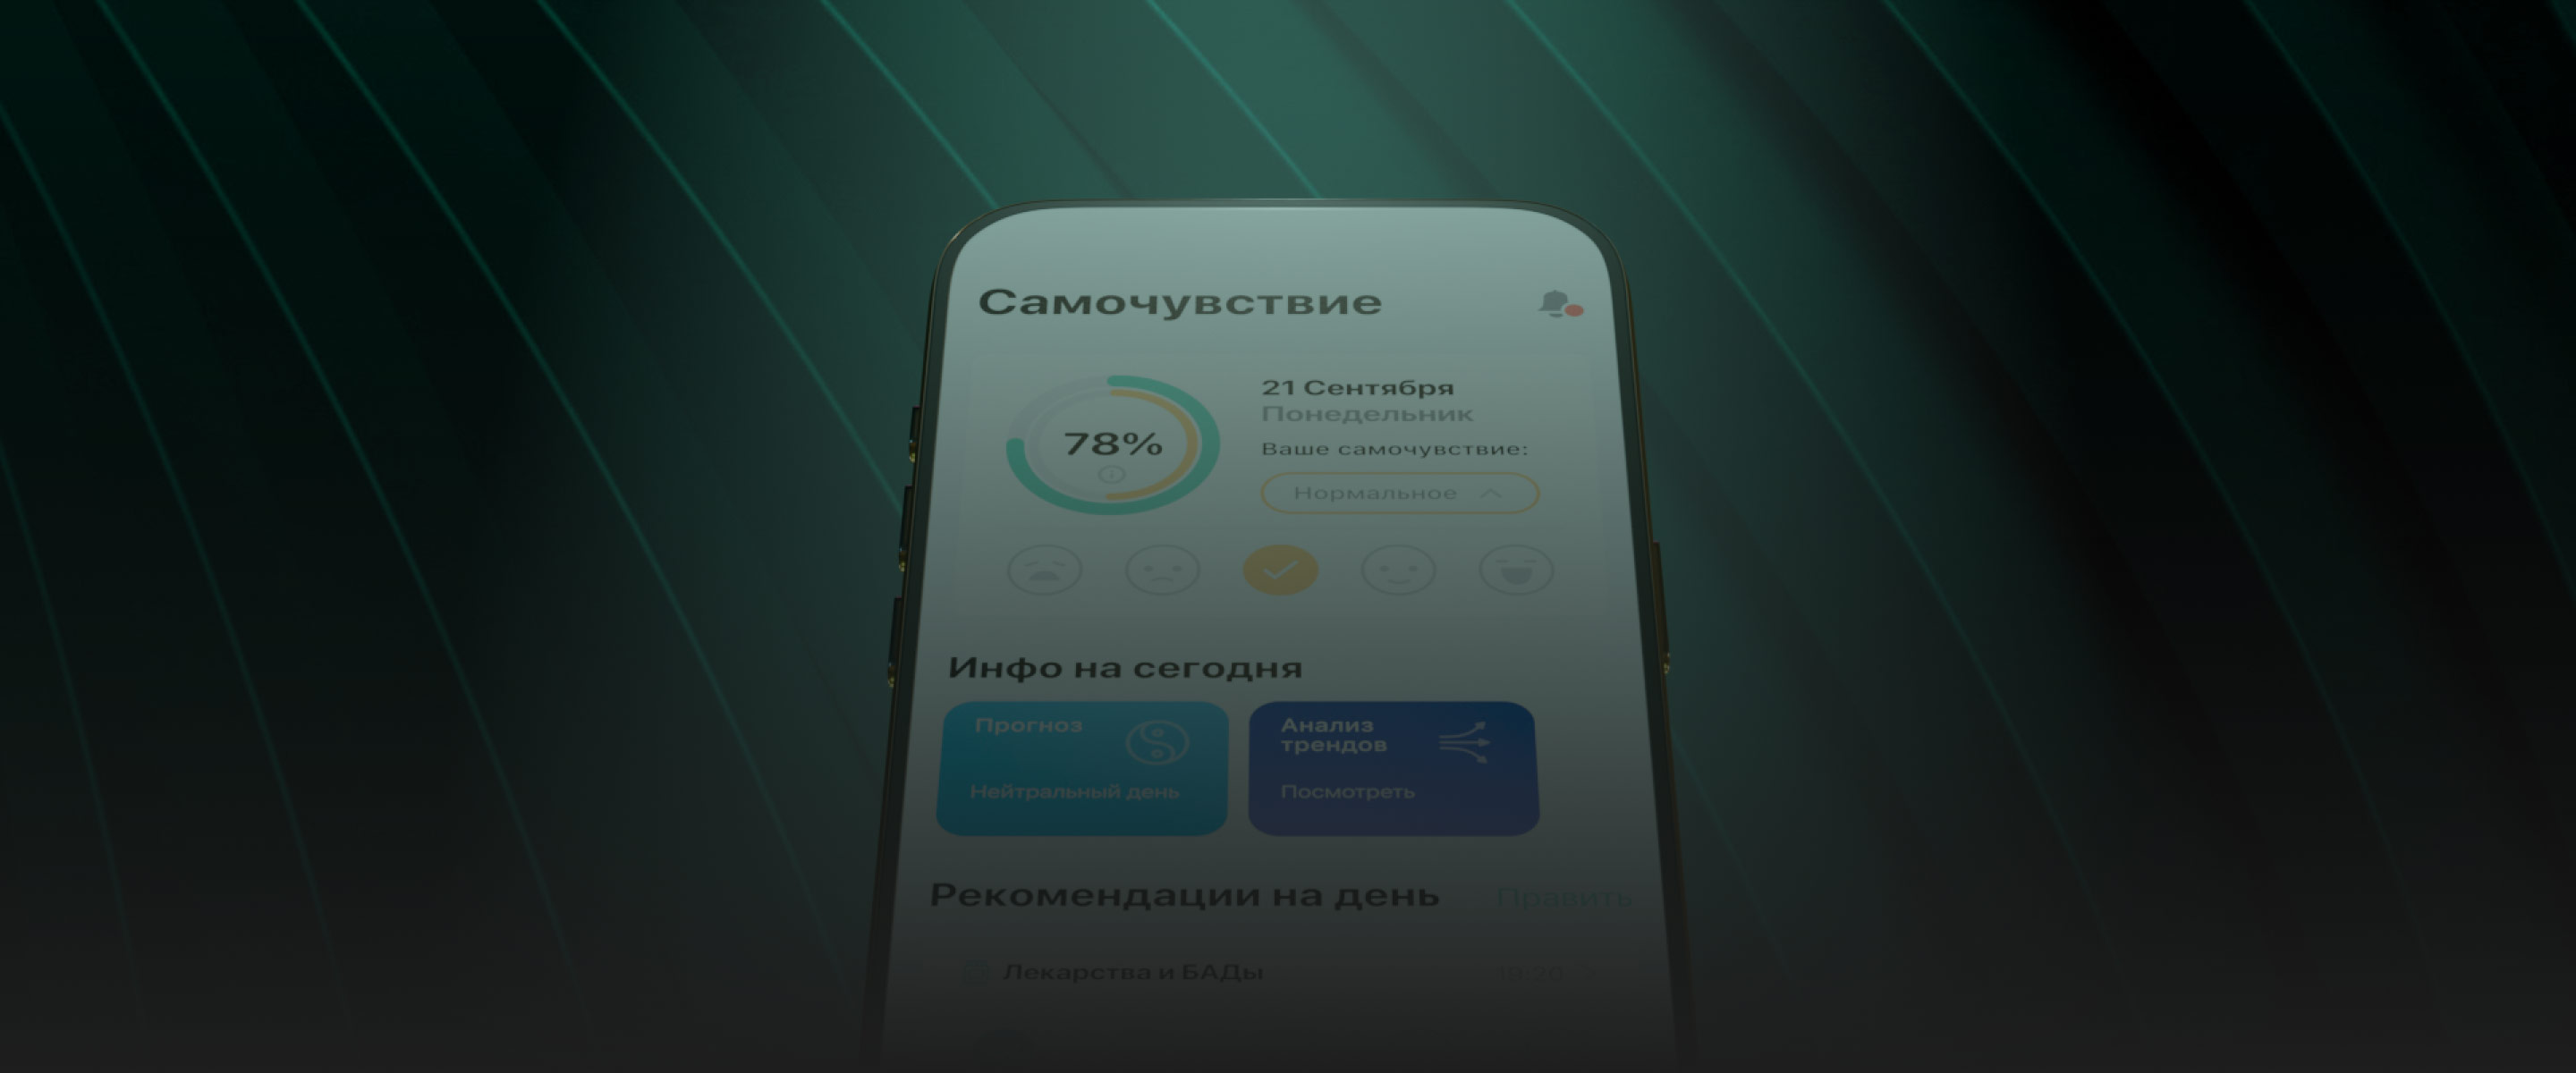 Самочувствие
78%
21 Сентября
Понедельник
Ваше самочувствие:
Нормальное
Инфо на сегодня
Прогноз
Нейтральный день
Анализ
трендов
Посмотреть
Рекомендации на день
Править
Лекарства и БАДы